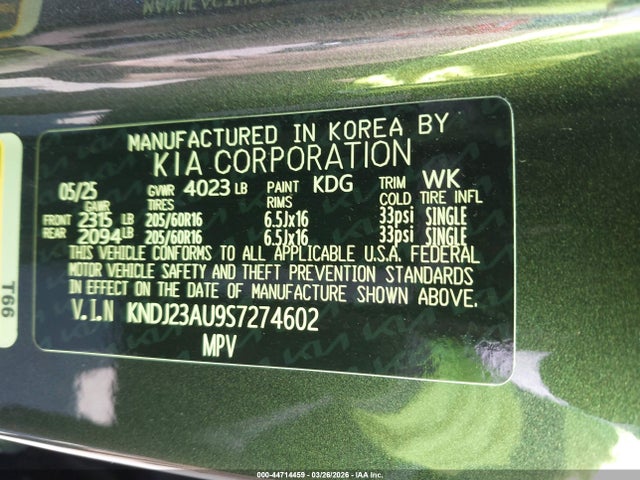 MANUFACTURED IN KOREA BY
KIA CORPORATION
05/25 GVWR 4023 LB PAINT KDG TRIM WK
GAWR TIRES RIMS COLD TIRE INFL
FRONT 2315 LB 205/60R16 6.5Jx16 33psi SINGLE
REAR 2094 LB 205/60R16 6.5Jx16 33psi SINGLE
THIS VEHICLE CONFORMS TO ALL APPLICABLE U.S.A. FEDERAL
MOTOR VEHICLE SAFETY AND THEFT PREVENTION STANDARDS
IN EFFECT ON THE DATE OF MANUFACTURE SHOWN ABOVE.
V.I.N KNDJ23AU9S7274602
MPV
T66
000-44714459 | 03/26/2026 | IAA Inc.